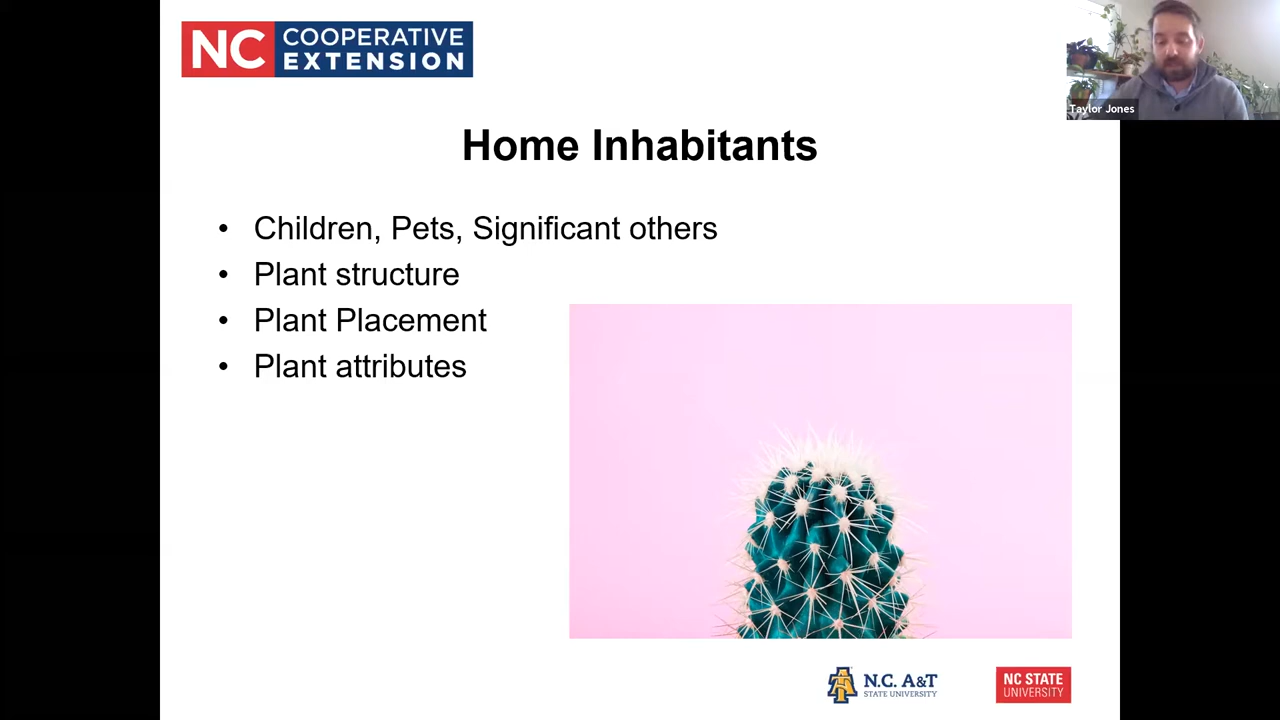 NC COOPERATIVE
EXTENSION
Taylor Jones
Home Inhabitants
• Children, Pets, Significant others
• Plant structure
• Plant Placement
• Plant attributes
N.C. A&T
STATE UNIVERSITY
NC STATE
UNIVERSITY